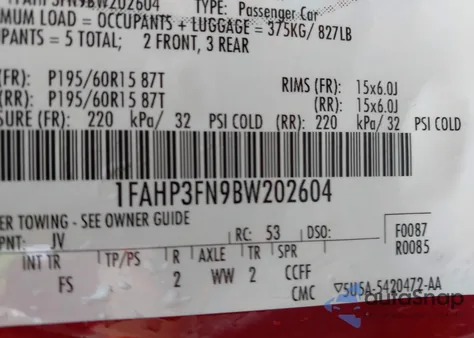 1FAHP3FN9BW202604 TYPE: Passenger Car
MUM LOAD = OCCUPANTS + LUGGAGE = 375KG/ 827LB
PANTS = 5 TOTAL; 2 FRONT, 3 REAR
(FR): P195/60R15 87T RIMS (FR): 15x6.0J
(RR): P195/60R15 87T (RR): 15x6.0J
SURE (FR): 220 kPa/ 32 PSI COLD (RR): 220 kPa/ 32 PSI COLD
1FAHP3FN9BW202604
ER TOWING - SEE OWNER GUIDE
PNT: JV RC: 53 DSO: F0087
R0085
INT TR TP/PS R AXLE TR SPR
FS 2 WW 2 CCFF
CMC ▽5U5A-5420472-AA
autosnap